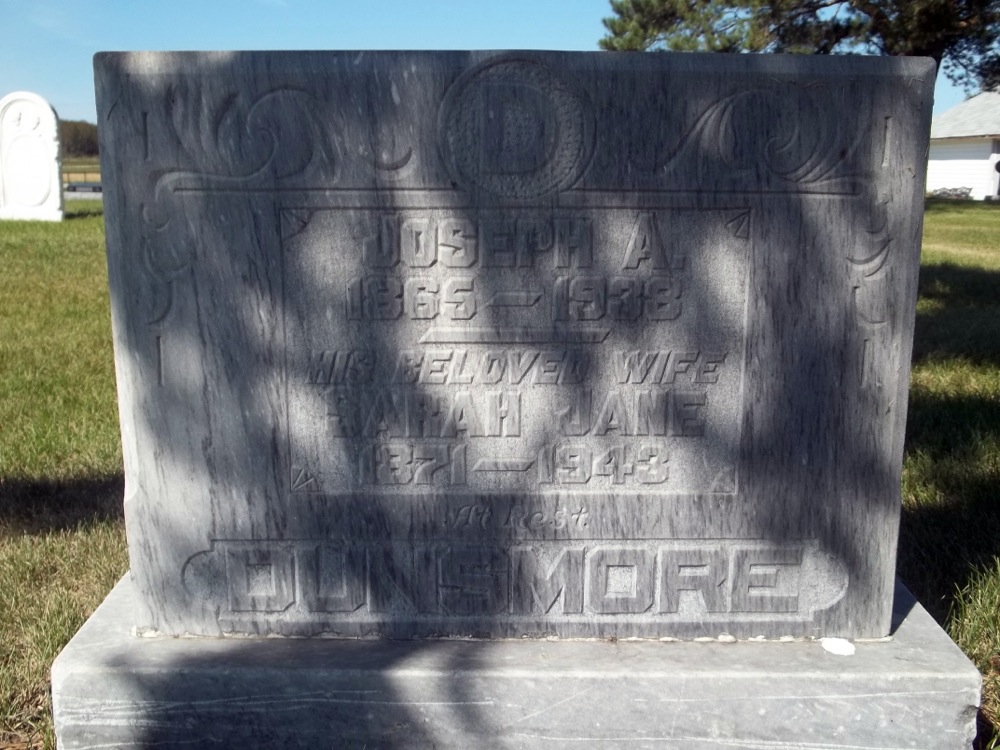 D
JOSEPH A.
1865 — 1938
HIS BELOVED WIFE
SARAH JANE
1871 — 1943
At Rest
DUNSMORE